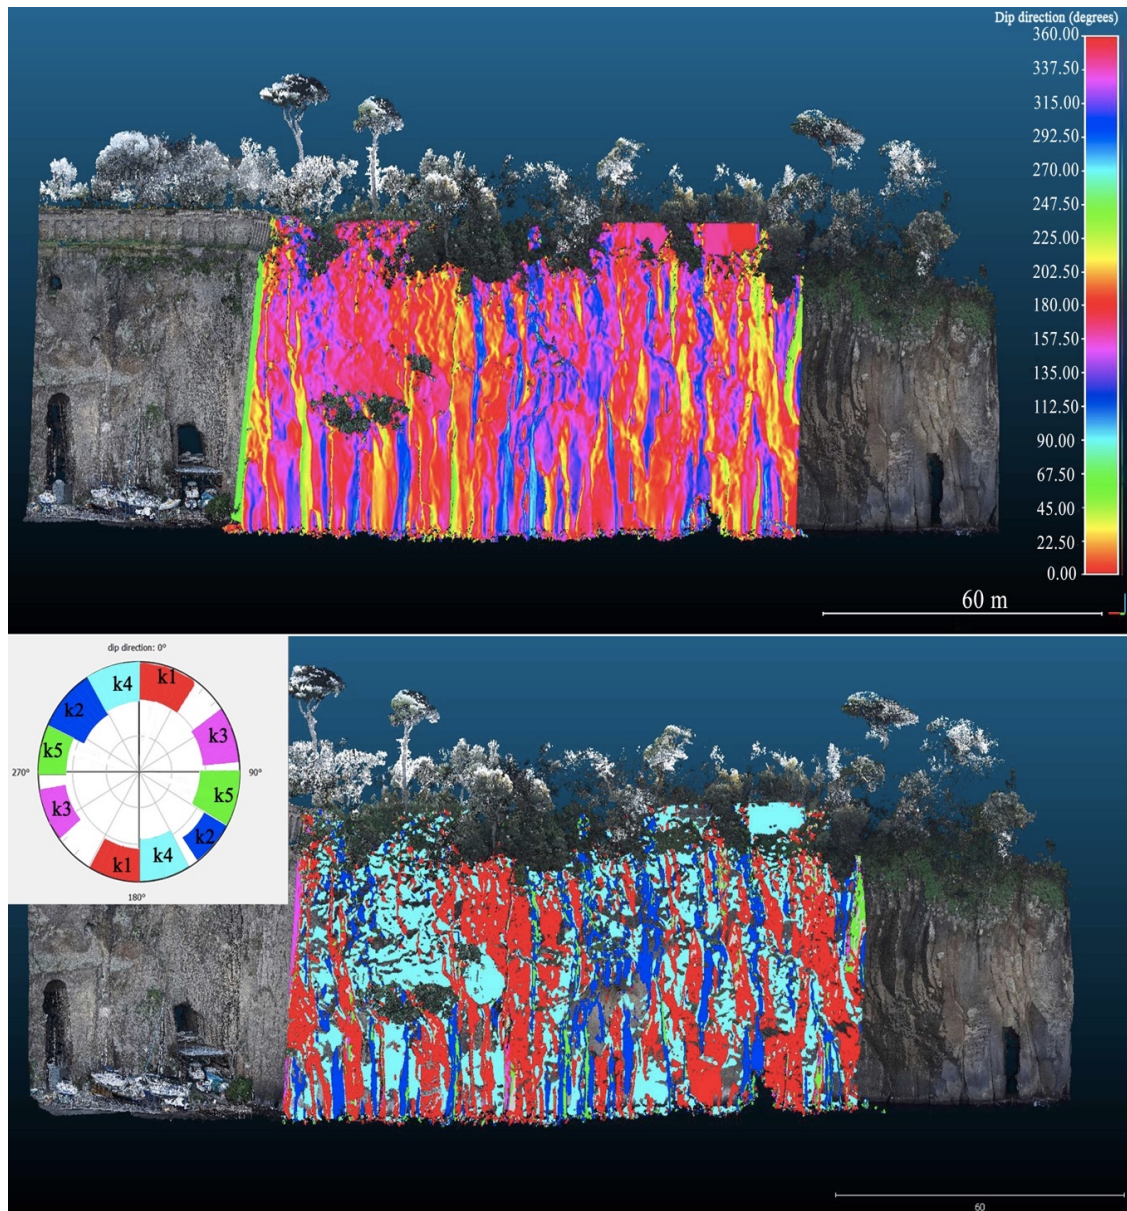 Dip direction (degrees)
360.00
337.50
315.00
292.50
270.00
247.50
225.00
202.50
180.00
157.50
135.00
112.50
90.00
67.50
45.00
22.50
0.00
60 m
dip direction: 0°
k4
k1
k2
k3
k5
270°
90°
k5
k3
k2
k1
k4
180°
60